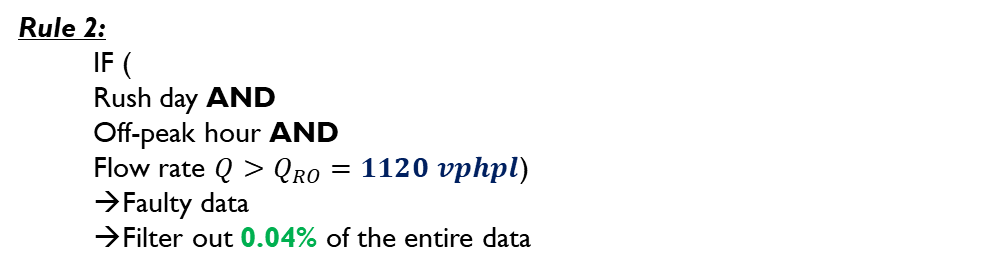 Rule 2:
IF (
Rush day AND
Off-peak hour AND
Flow rate Q > Q_RO = 1120 vphpl)
→Faulty data
→Filter out 0.04% of the entire data